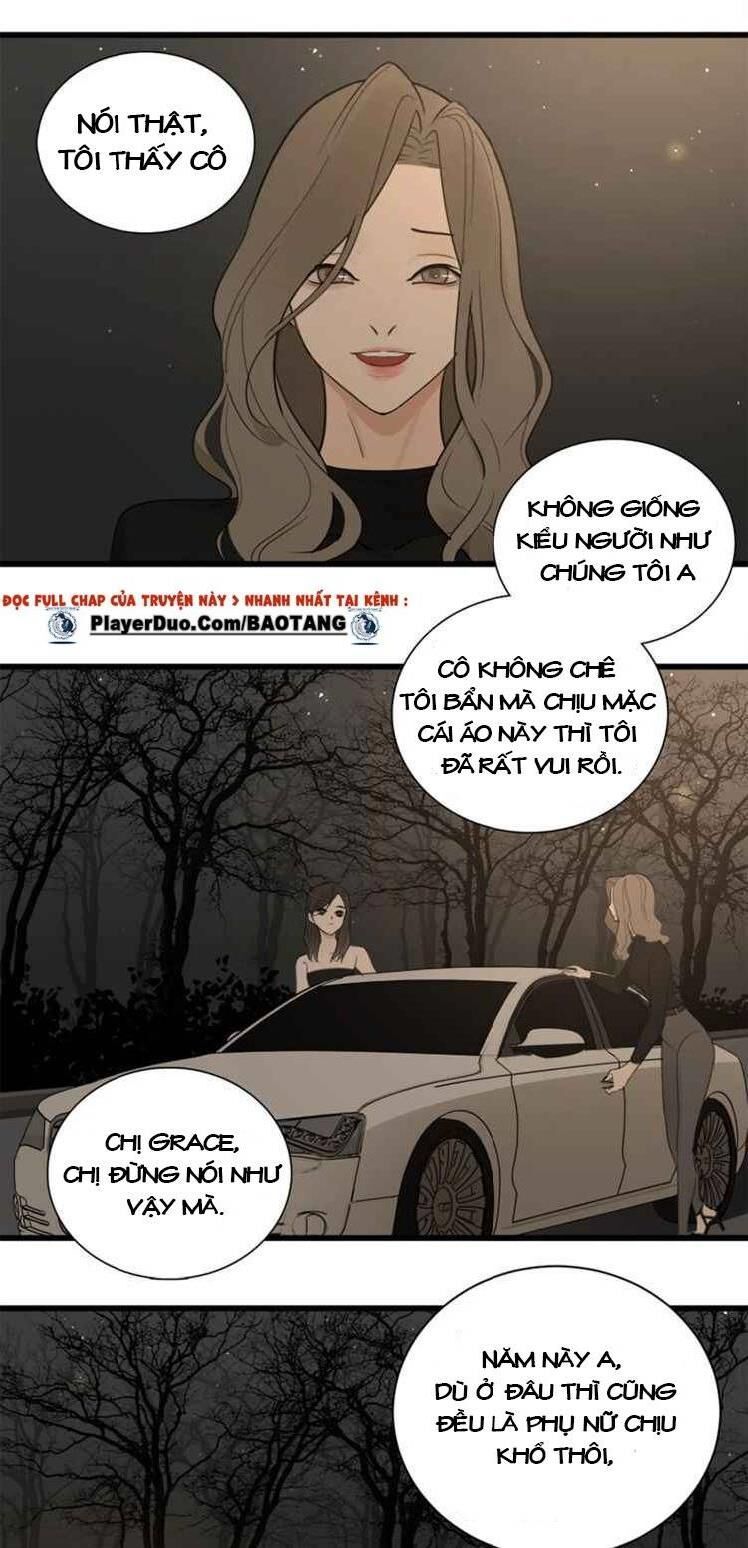 NÓI THẬT,
TÔI THẤY CÔ
KHÔNG GIỐNG
KIỂU NGƯỜI NHƯ
CHÚNG TÔI A
ĐỌC FULL CHAP CỦA TRUYỆN NÀY > NHANH NHẤT TẠI KÊNH :
PlayerDuo.Com/BAOTANG
CÔ KHÔNG CHÊ
TÔI BẨN MÀ CHỊU MẶC
CÁI ÁO NÀY THÌ TÔI
ĐÃ RẤT VUI RỒI.
CHỊ GRACE,
CHỊ ĐỪNG NÓI NHƯ
VẬY MÀ.
NĂM NÀY A,
DÙ Ở ĐÂU THÌ CŨNG
ĐỀU LÀ PHỤ NỮ CHỊU
KHỔ THÔI,